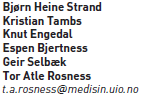 Bjørn Heine Strand
Kristian Tambs
Knut Engedal
Espen Bjertness
Geir Selbæk
Tor Atle Rosness
t.a.rosness@medisin.uio.no